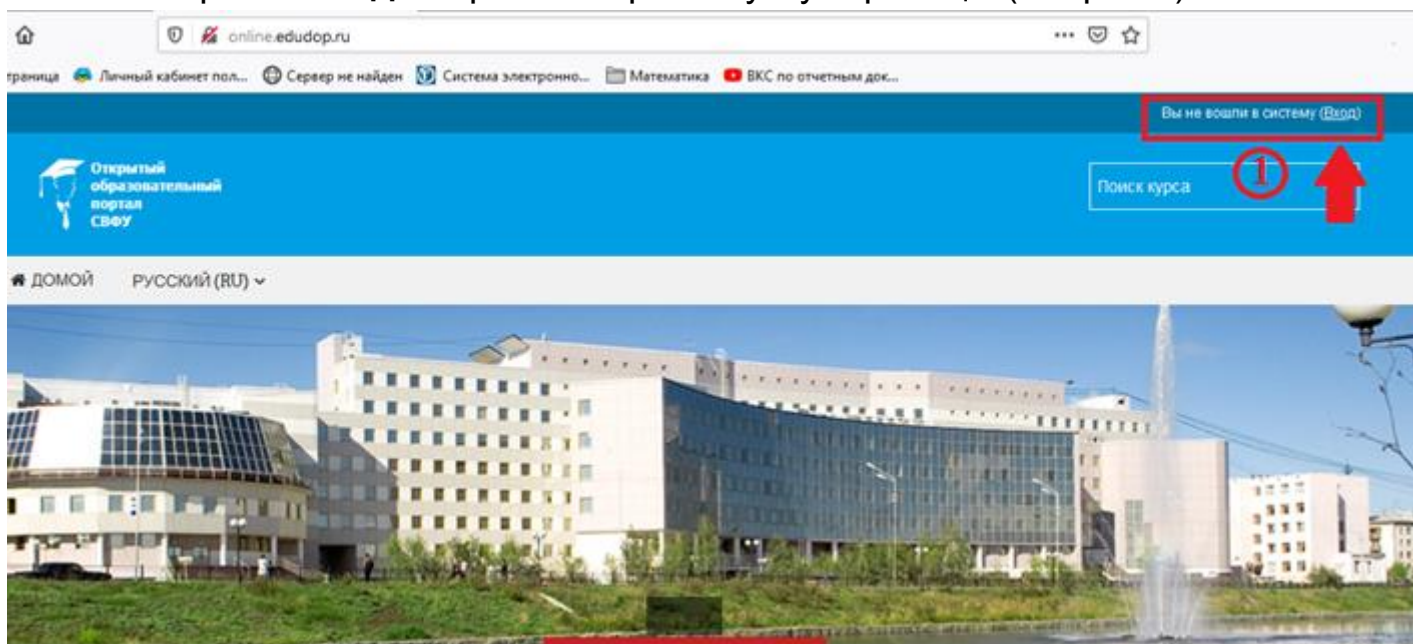 online.edudop.ru
Личный кабинет пол... Сервер не найден Система электронно... Математика ВКС по отчетным док...
Вы не вошли в систему (Вход)
Открытый
образовательный
портал
СВФУ
Поиск курса
1
ДОМОЙ РУССКИЙ (RU)